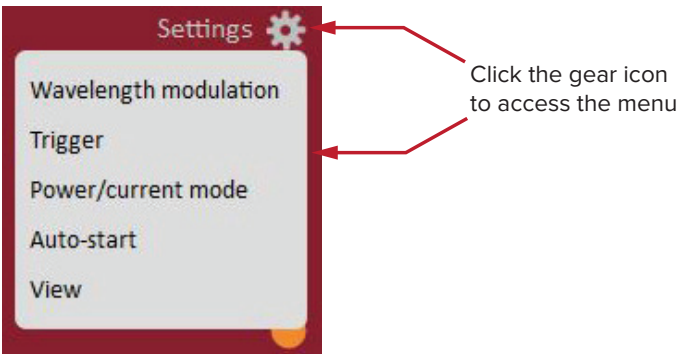 Settings
Click the gear icon
to access the menu
Wavelength modulation
Trigger
Power/current mode
Auto-start
View